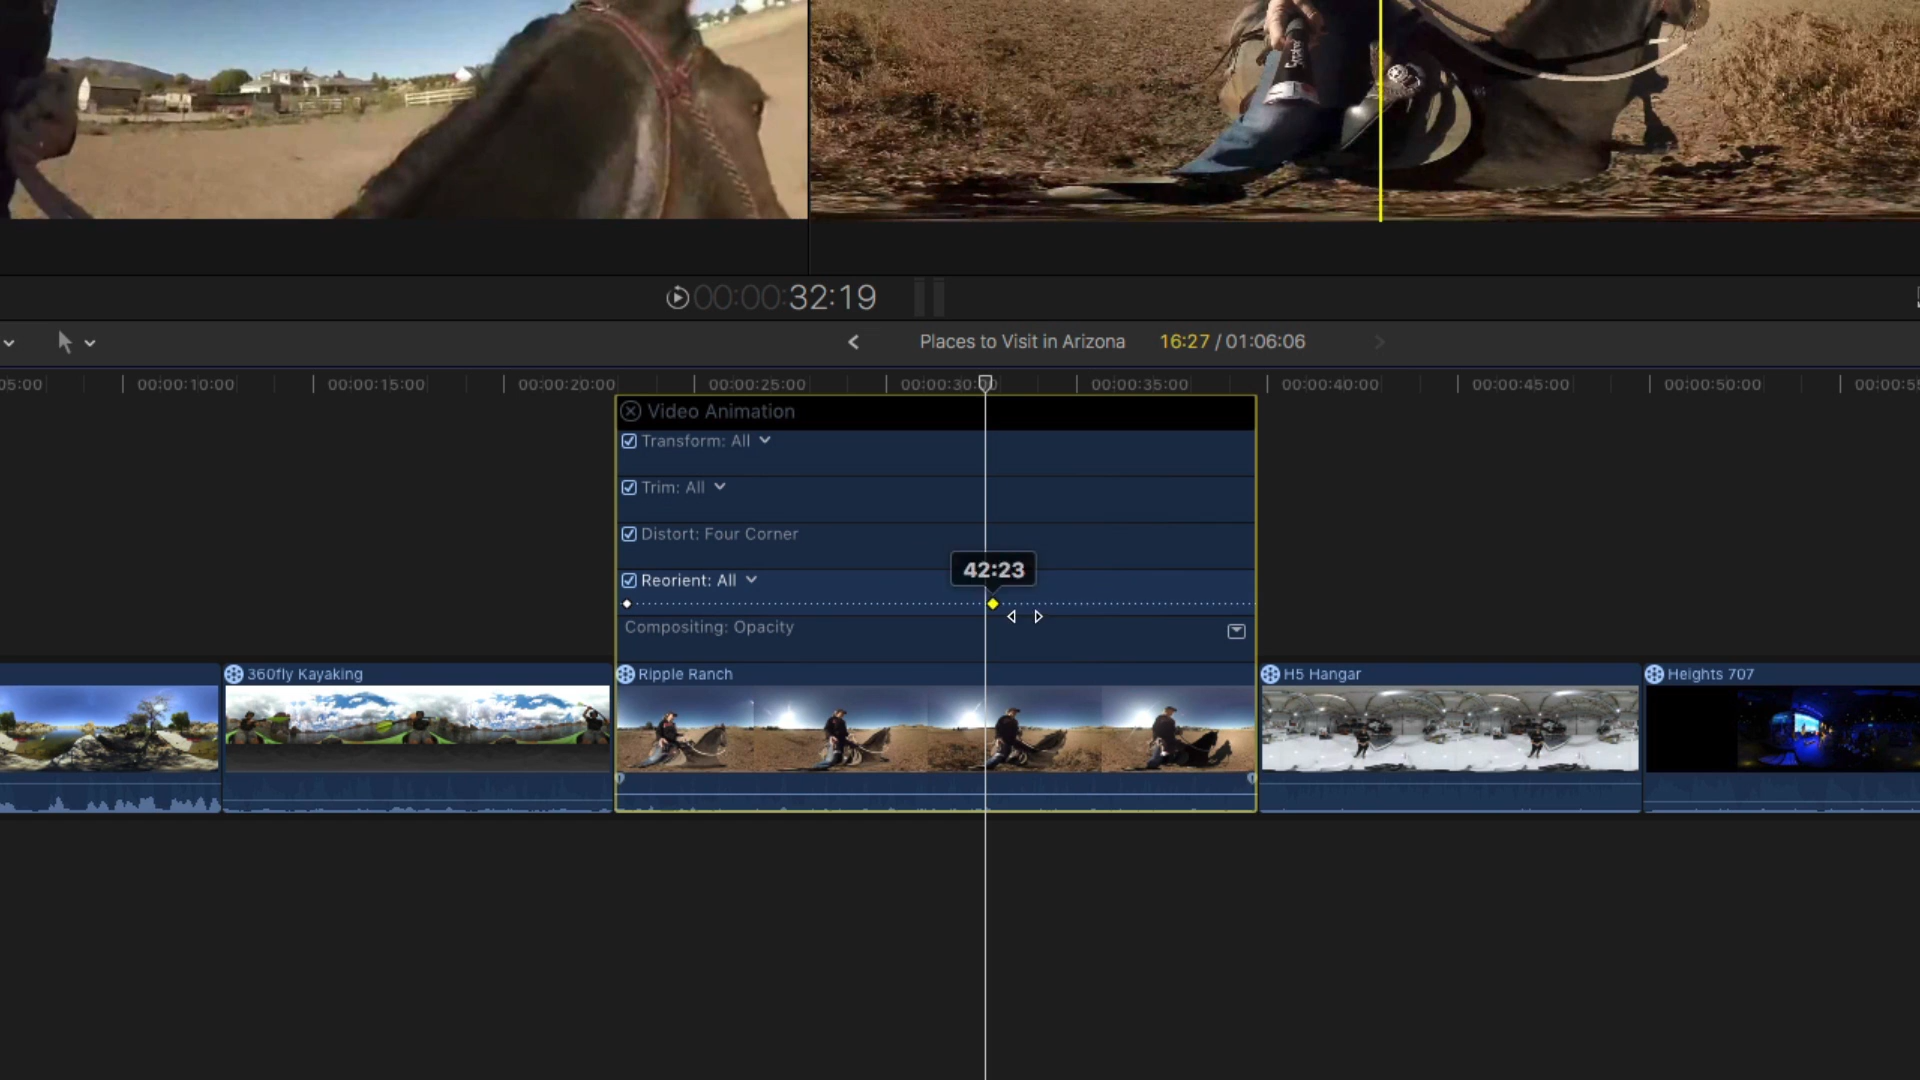 00:00:32:19
Places to Visit in Arizona 16:27 / 01:06:06
05:00 00:00:10:00 00:00:15:00 00:00:20:00 00:00:25:00 00:00:30:00 00:00:35:00 00:00:40:00 00:00:45:00 00:00:50:00 00:00:55
Video Animation
Transform: All
Trim: All
Distort: Four Corner
42:23
Reorient: All
Compositing: Opacity
360fly Kayaking
Ripple Ranch
H5 Hangar
Heights 707